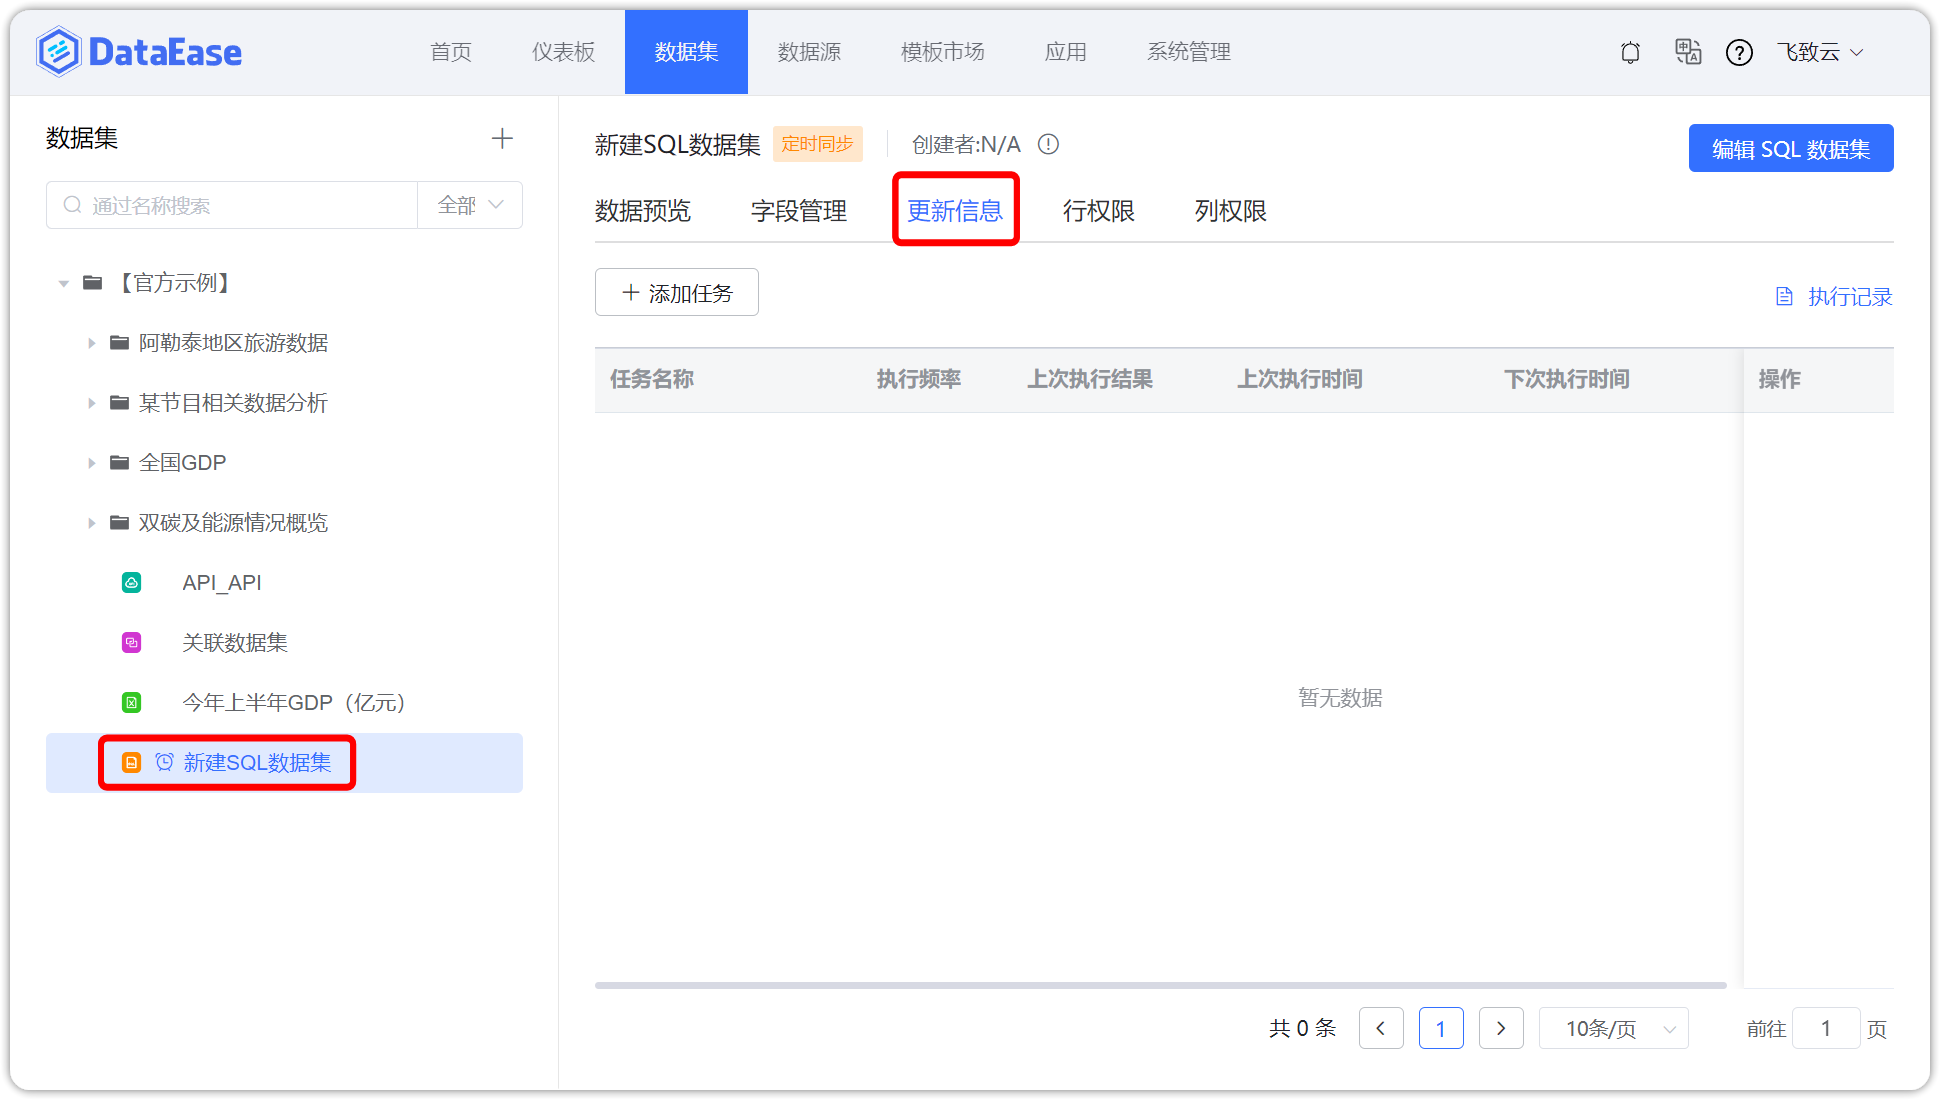 DataEase
首页 仪表板 数据集 数据源 模板市场 应用 系统管理
中 A ? 飞致云
数据集
通过名称搜索 全部
【官方示例】
阿勒泰地区旅游数据
某节目相关数据分析
全国GDP
双碳及能源情况概览
API_API
关联数据集
今年上半年GDP（亿元）
新建SQL数据集
新建SQL数据集 定时同步 创建者:N/A
编辑 SQL 数据集
数据预览 字段管理 更新信息 行权限 列权限
添加任务
执行记录
任务名称 执行频率 上次执行结果 上次执行时间 下次执行时间 操作
暂无数据
共 0 条 1 10条/页 前往 1 页